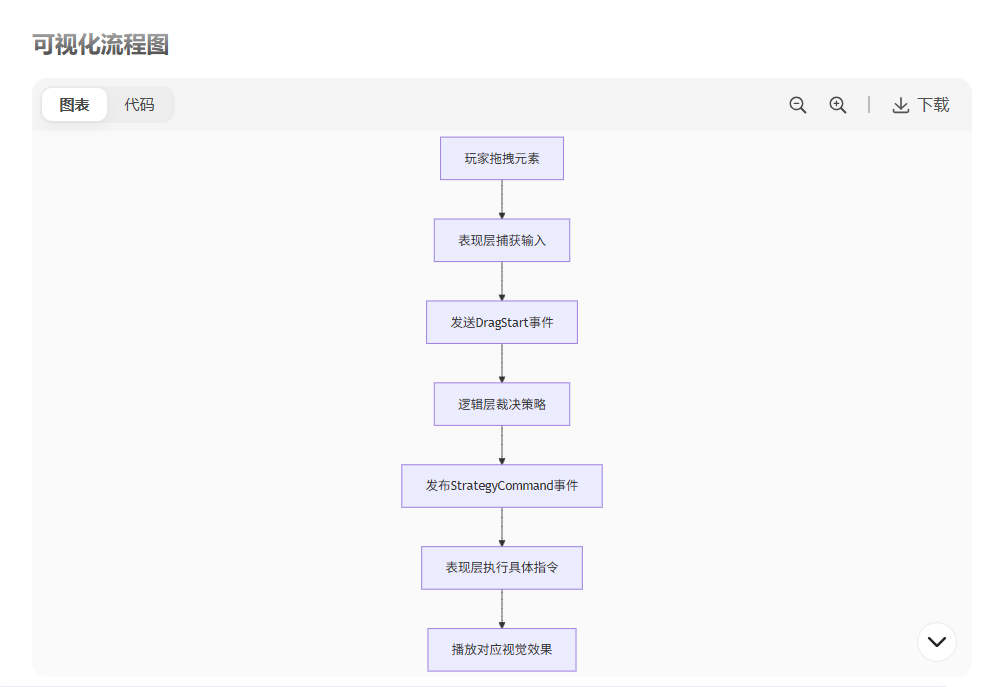 可视化流程图
图表 代码 下载
玩家拖拽元素
表现层捕获输入
发送DragStart事件
逻辑层裁决策略
发布StrategyCommand事件
表现层执行具体指令
播放对应视觉效果